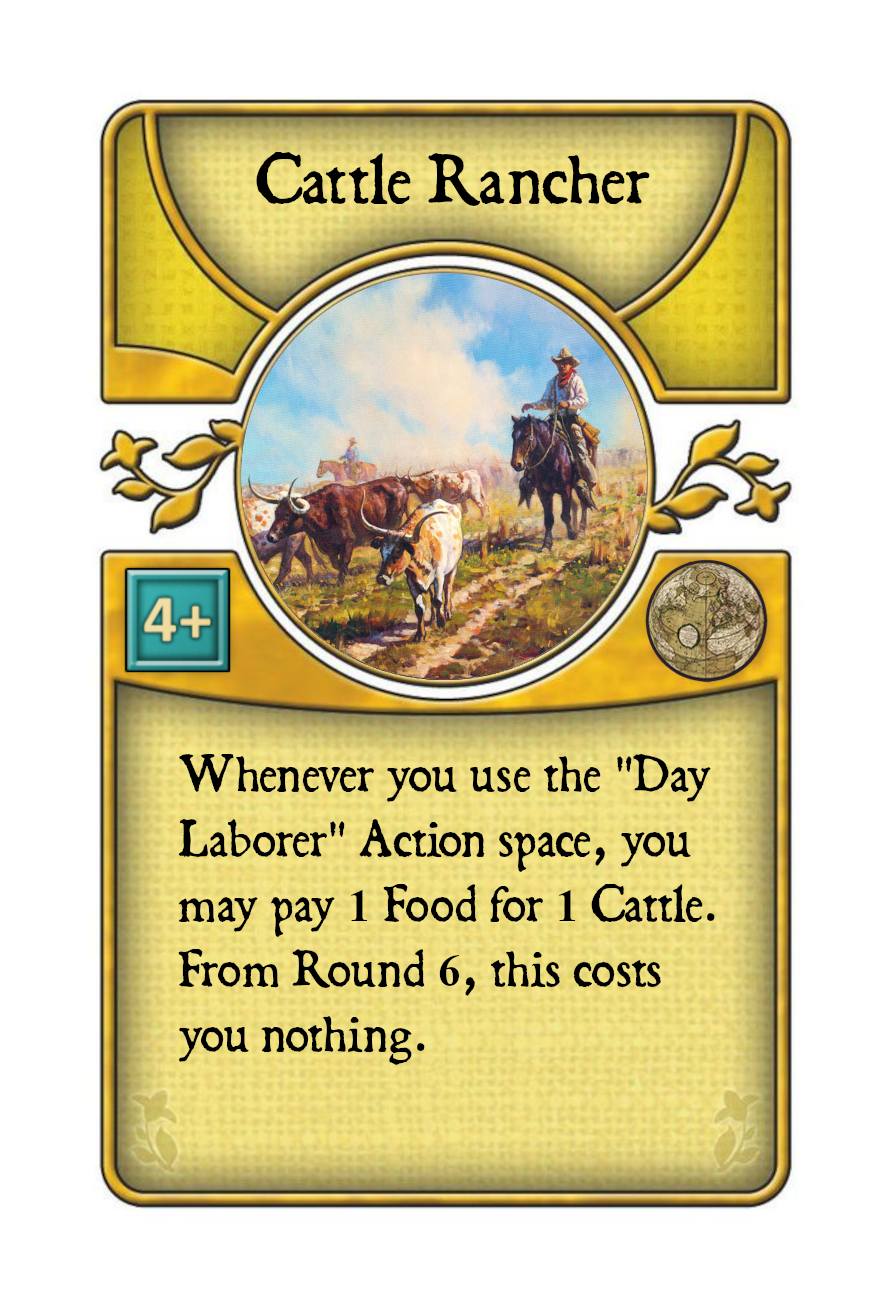 Cattle Rancher
4+
Whenever you use the "Day
Laborer" Action space, you
may pay 1 Food for 1 Cattle.
From Round 6, this costs
you nothing.